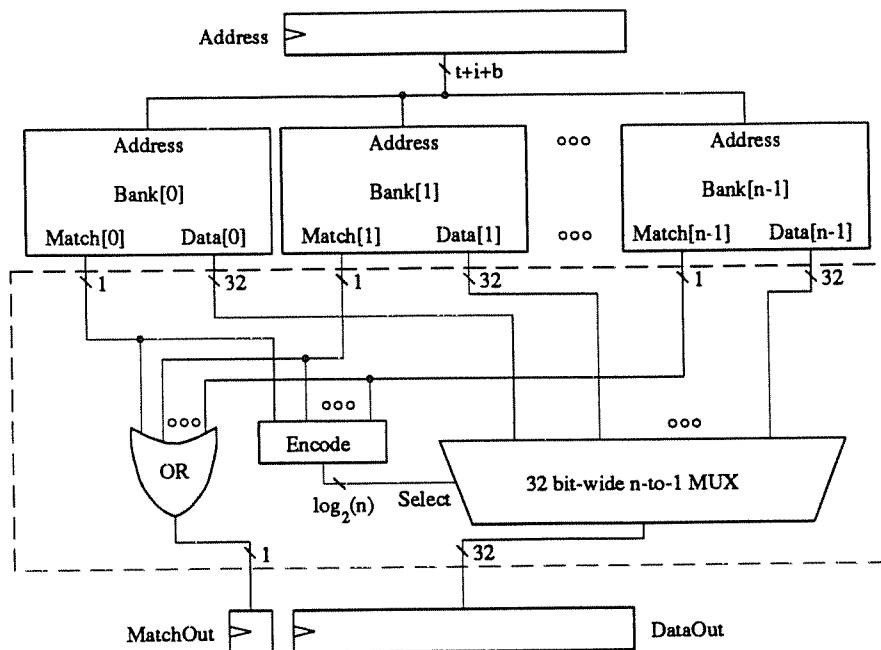 Address
t+i+b
Address Address ooo Address
Bank[0] Bank[1] Bank[n-1]
Match[0] Data[0] Match[1] Data[1] ooo Match[n-1] Data[n-1]
1 32 1 32 1 32
ooo ooo ooo
OR Encode 32 bit-wide n-to-1 MUX
log2(n) Select
1 32
MatchOut DataOut